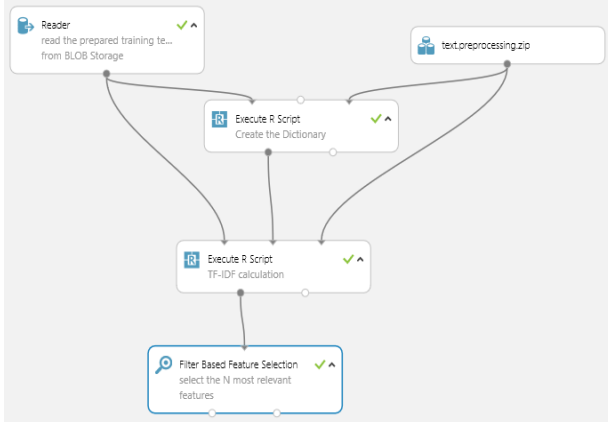 Reader
read the prepared training te...
from BLOB Storage
text.preprocessing.zip
R
Execute R Script
Create the Dictionary
R
Execute R Script
TF-IDF calculation
Filter Based Feature Selection
select the N most relevant
features